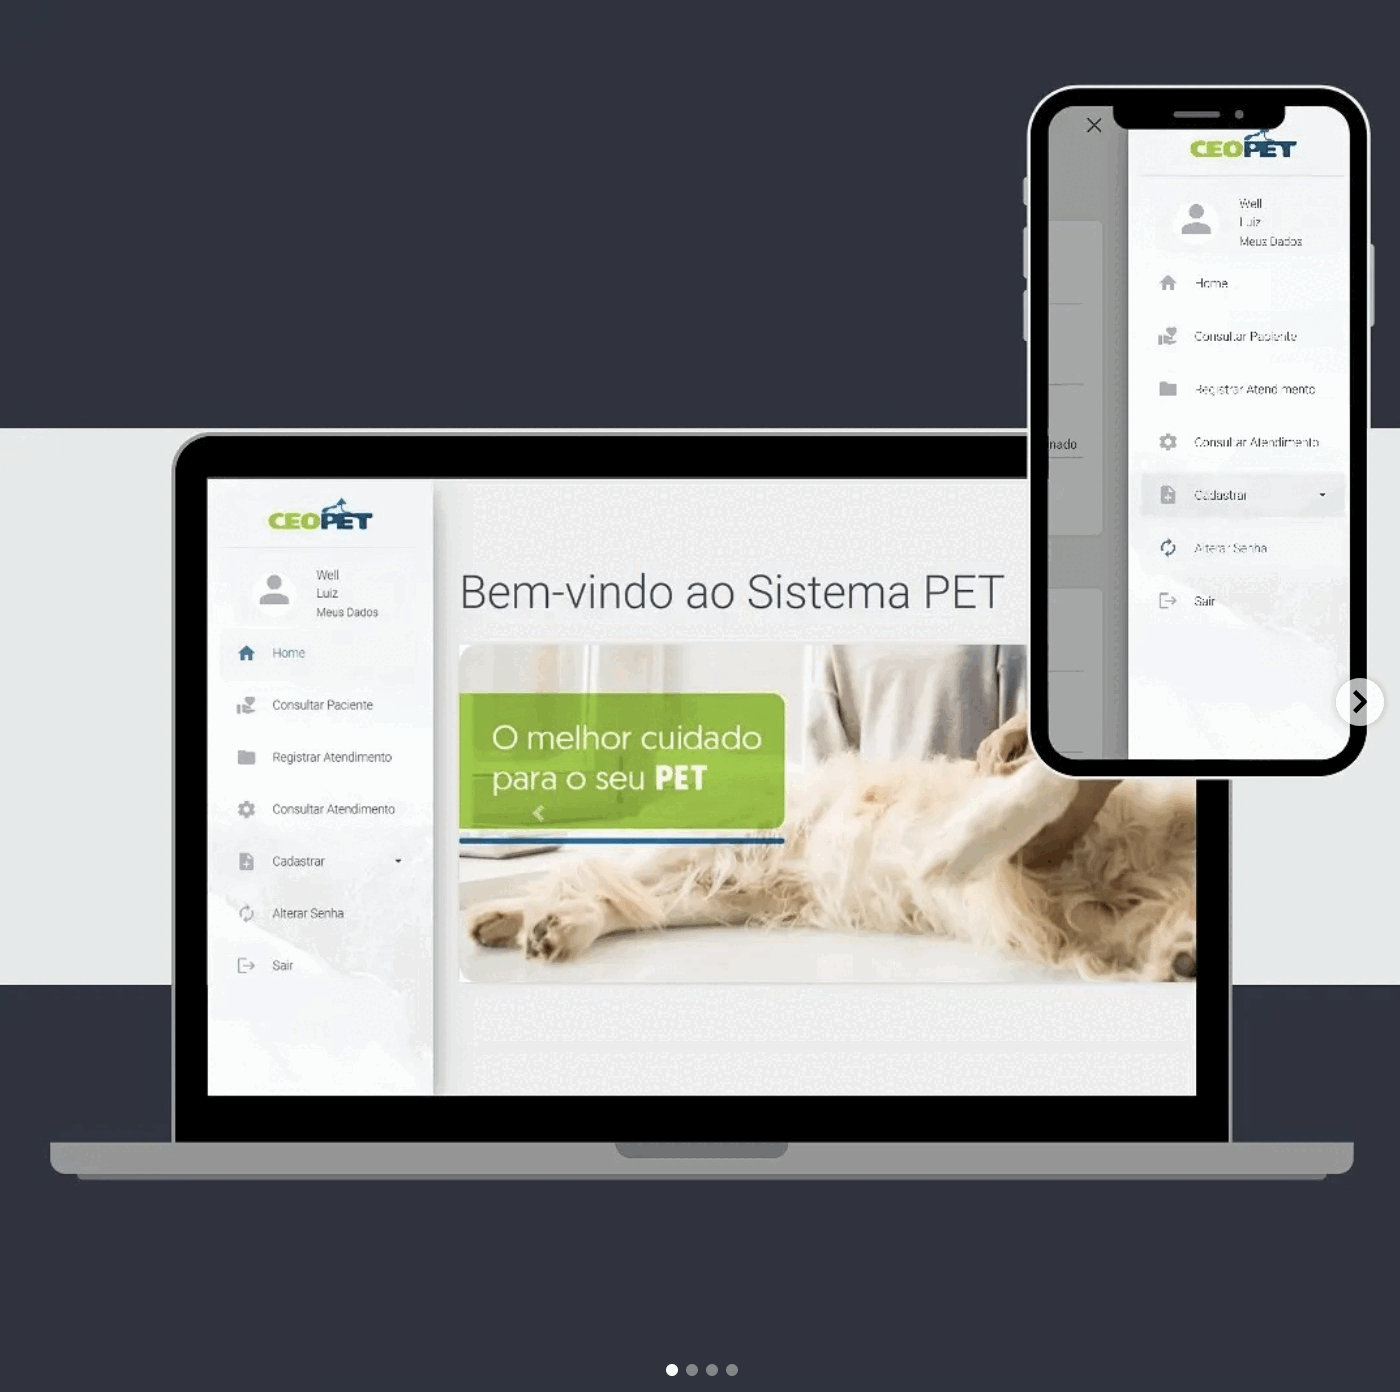 CEOPET
Well
Luiz
Meus Dados
Home
Consultar Paciente
Registrar Atendimento
Consultar Atendimento
Cadastrar
Alterar Senha
Sair
nado
CEOPET
Well
Luiz
Meus Dados
Home
Consultar Paciente
Registrar Atendimento
Consultar Atendimento
Cadastrar
Alterar Senha
Sair
Bem-vindo ao Sistema PET
O melhor cuidado
para o seu PET